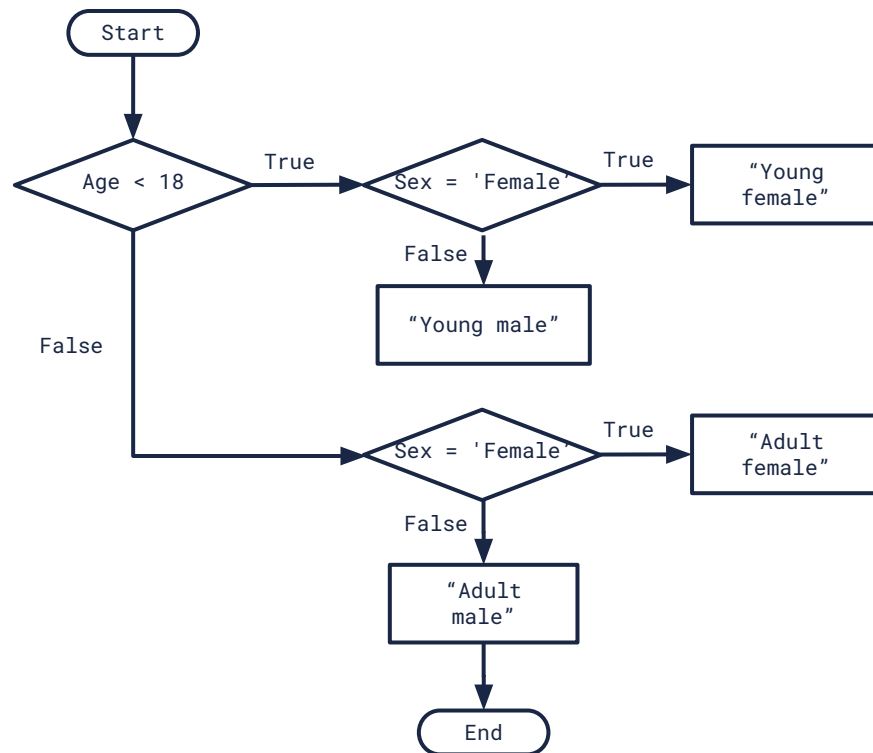 Start
Age < 18
True
Sex = 'Female'
True
“Young
female”
False
“Young male”
False
Sex = 'Female'
True
“Adult
female”
False
“Adult
male”
End